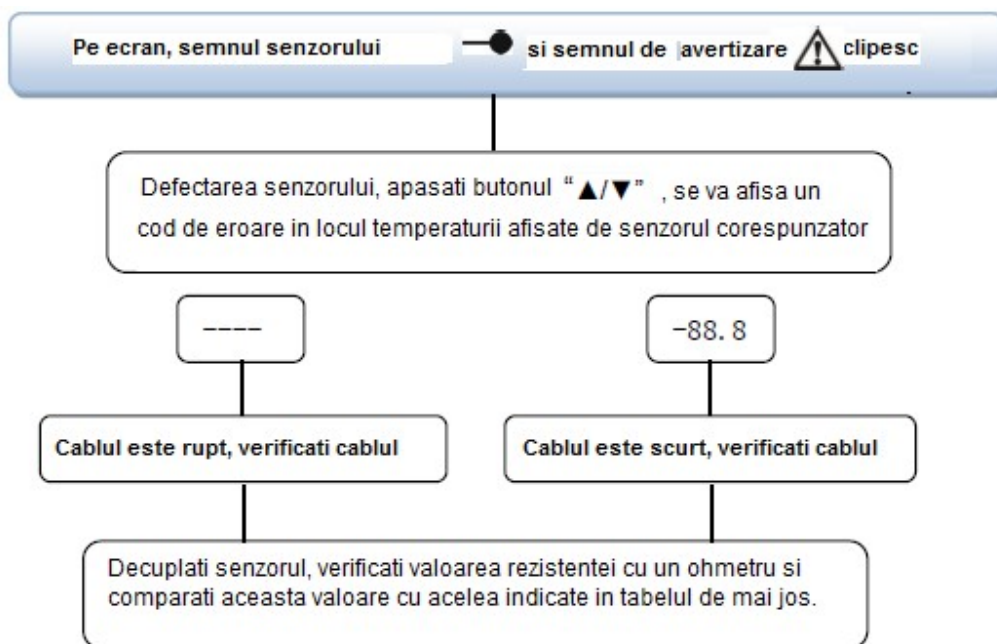 Pe ecran, semnul senzorului si semnul de avertizare clipesc
Defectarea senzorului, apasati butonul “▲/▼” , se va afisa un
cod de eroare in locul temperaturii afisate de senzorul corespunzator
----
-88.8
Cablul este rupt, verificati cablul
Cablul este scurt, verificati cablul
Decuplati senzorul, verificati valoarea rezistentei cu un ohmetru si
comparati aceasta valoare cu acelea indicate in tabelul de mai jos.